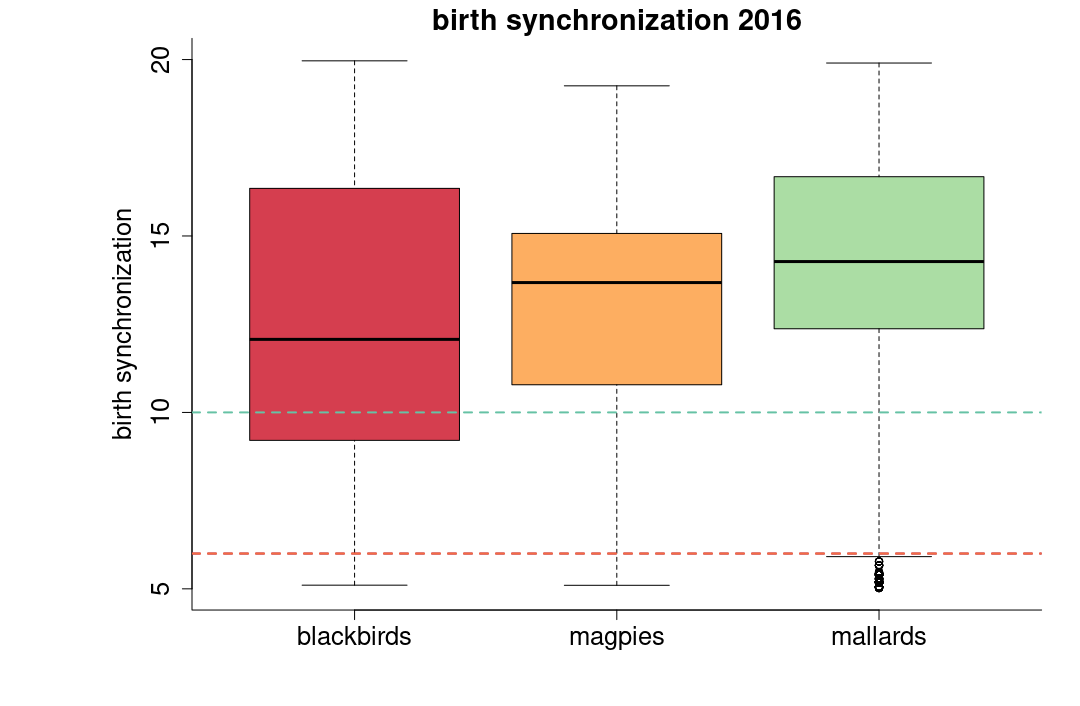 birth synchronization 2016
birth synchronization
20
15
10
5
blackbirds magpies mallards